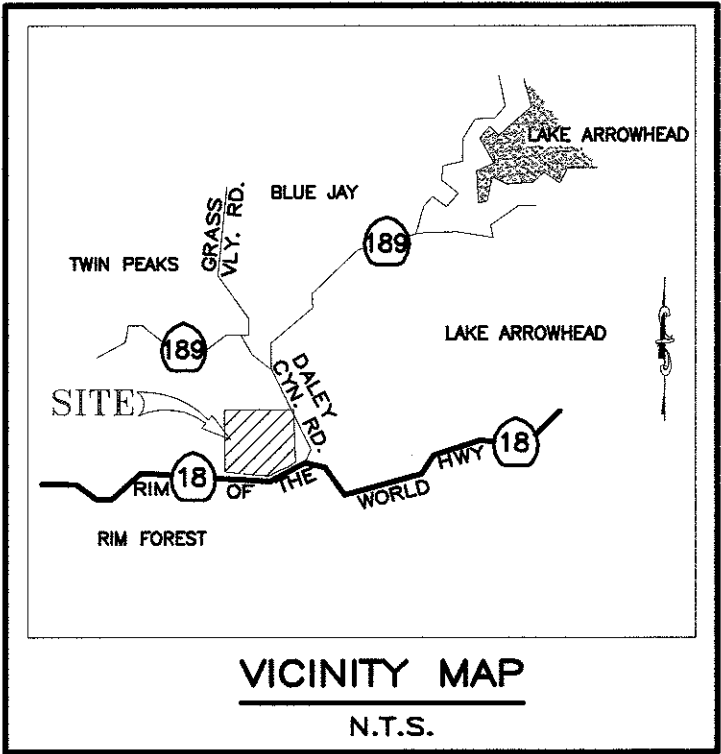 LAKE ARROWHEAD
BLUE JAY
GRASS
VLY. RD.
189
TWIN PEAKS
189
LAKE ARROWHEAD
DALEY
CYN. RD.
SITE
RIM 18 OF THE WORLD HWY 18
RIM FOREST
VICINITY MAP
N.T.S.